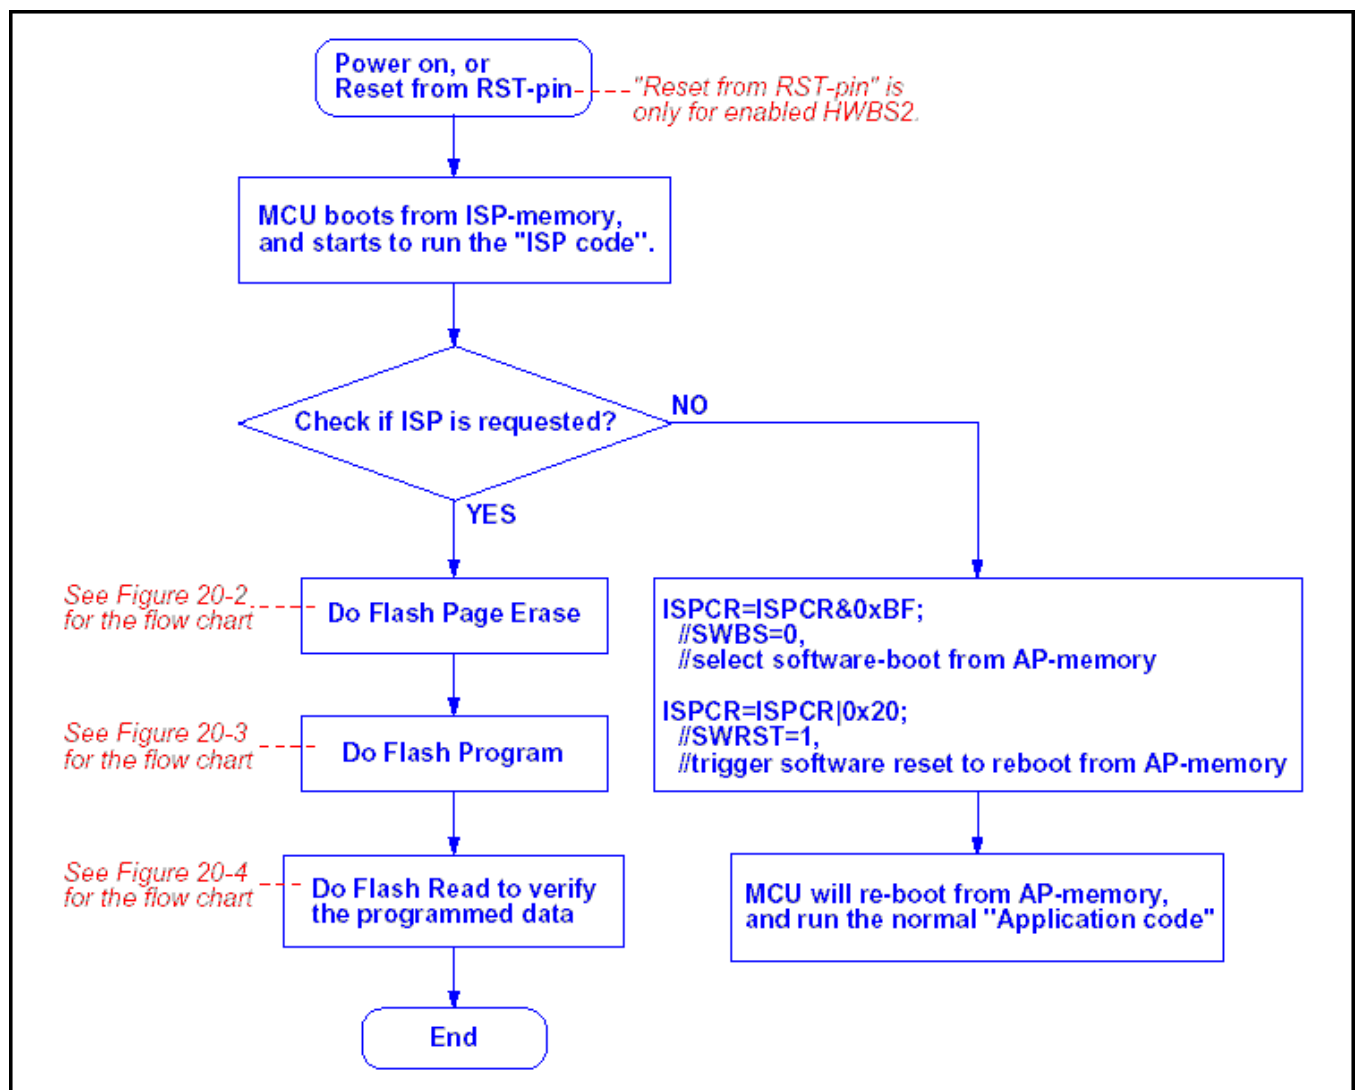 Power on, or
Reset from RST-pin
"Reset from RST-pin" is
only for enabled HWBS2.
MCU boots from ISP-memory,
and starts to run the "ISP code".
Check if ISP is requested?
NO
YES
See Figure 20-2
for the flow chart
Do Flash Page Erase
ISPCR=ISPCR&0xBF;
//SWBS=0,
//select software-boot from AP-memory
ISPCR=ISPCR|0x20;
//SWRST=1,
//trigger software reset to reboot from AP-memory
See Figure 20-3
for the flow chart
Do Flash Program
See Figure 20-4
for the flow chart
Do Flash Read to verify
the programmed data
MCU will re-boot from AP-memory,
and run the normal "Application code"
End